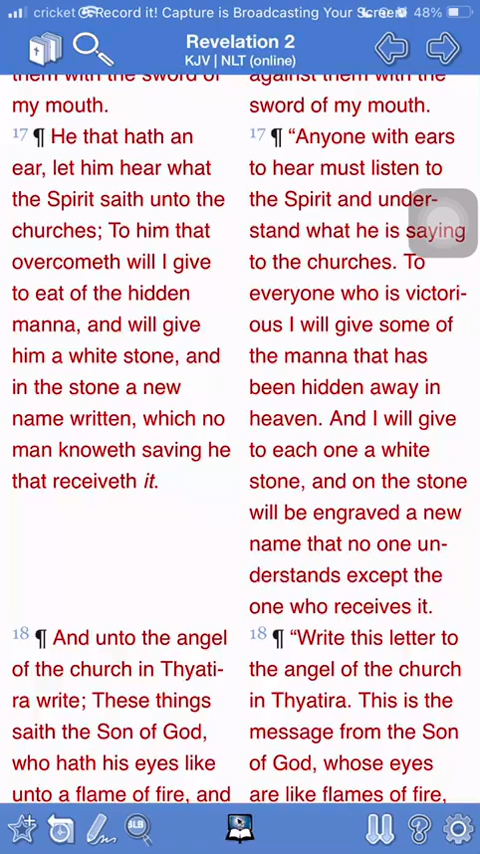 cricket Record it! Capture is Broadcasting Your Screen 48%
Revelation 2
KJV | NLT (online)
them with the sword of
my mouth.
17 ¶ He that hath an
ear, let him hear what
the Spirit saith unto the
churches; To him that
overcometh will I give
to eat of the hidden
manna, and will give
him a white stone, and
in the stone a new
name written, which no
man knoweth saving he
that receiveth it.
18 ¶ And unto the angel
of the church in Thyati-
ra write; These things
saith the Son of God,
who hath his eyes like
unto a flame of fire, and
against them with the
sword of my mouth.
17 ¶ “Anyone with ears
to hear must listen to
the Spirit and under-
stand what he is saying
to the churches. To
everyone who is victori-
ous I will give some of
the manna that has
been hidden away in
heaven. And I will give
to each one a white
stone, and on the stone
will be engraved a new
name that no one un-
derstands except the
one who receives it.
18 ¶ “Write this letter to
the angel of the church
in Thyatira. This is the
message from the Son
of God, whose eyes
are like flames of fire,
BLB